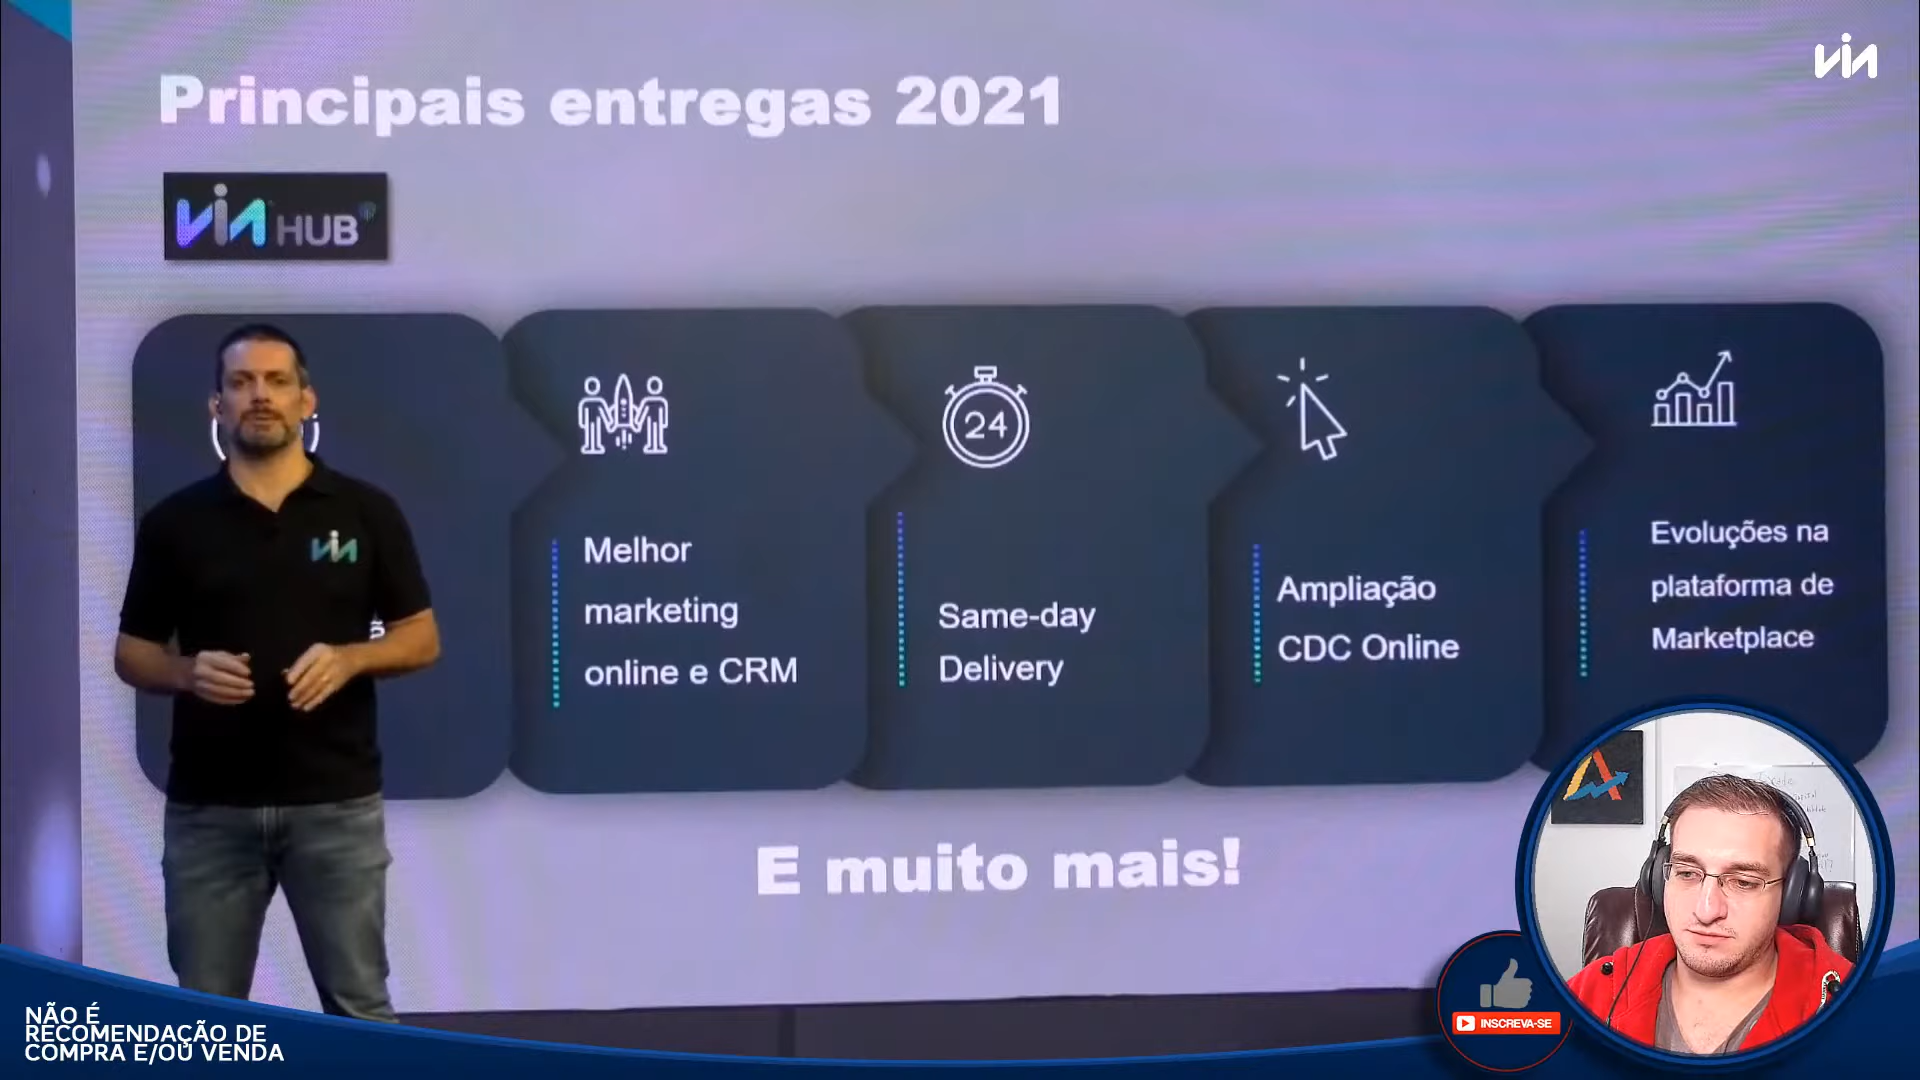 via
Principais entregas 2021
via HUB
24
Melhor
marketing
online e CRM
Same-day
Delivery
Ampliação
CDC Online
Evoluções na
plataforma de
Marketplace
via
E muito mais!
NÃO É
RECOMENDAÇÃO DE
COMPRA E/OU VENDA
INSCREVA-SE